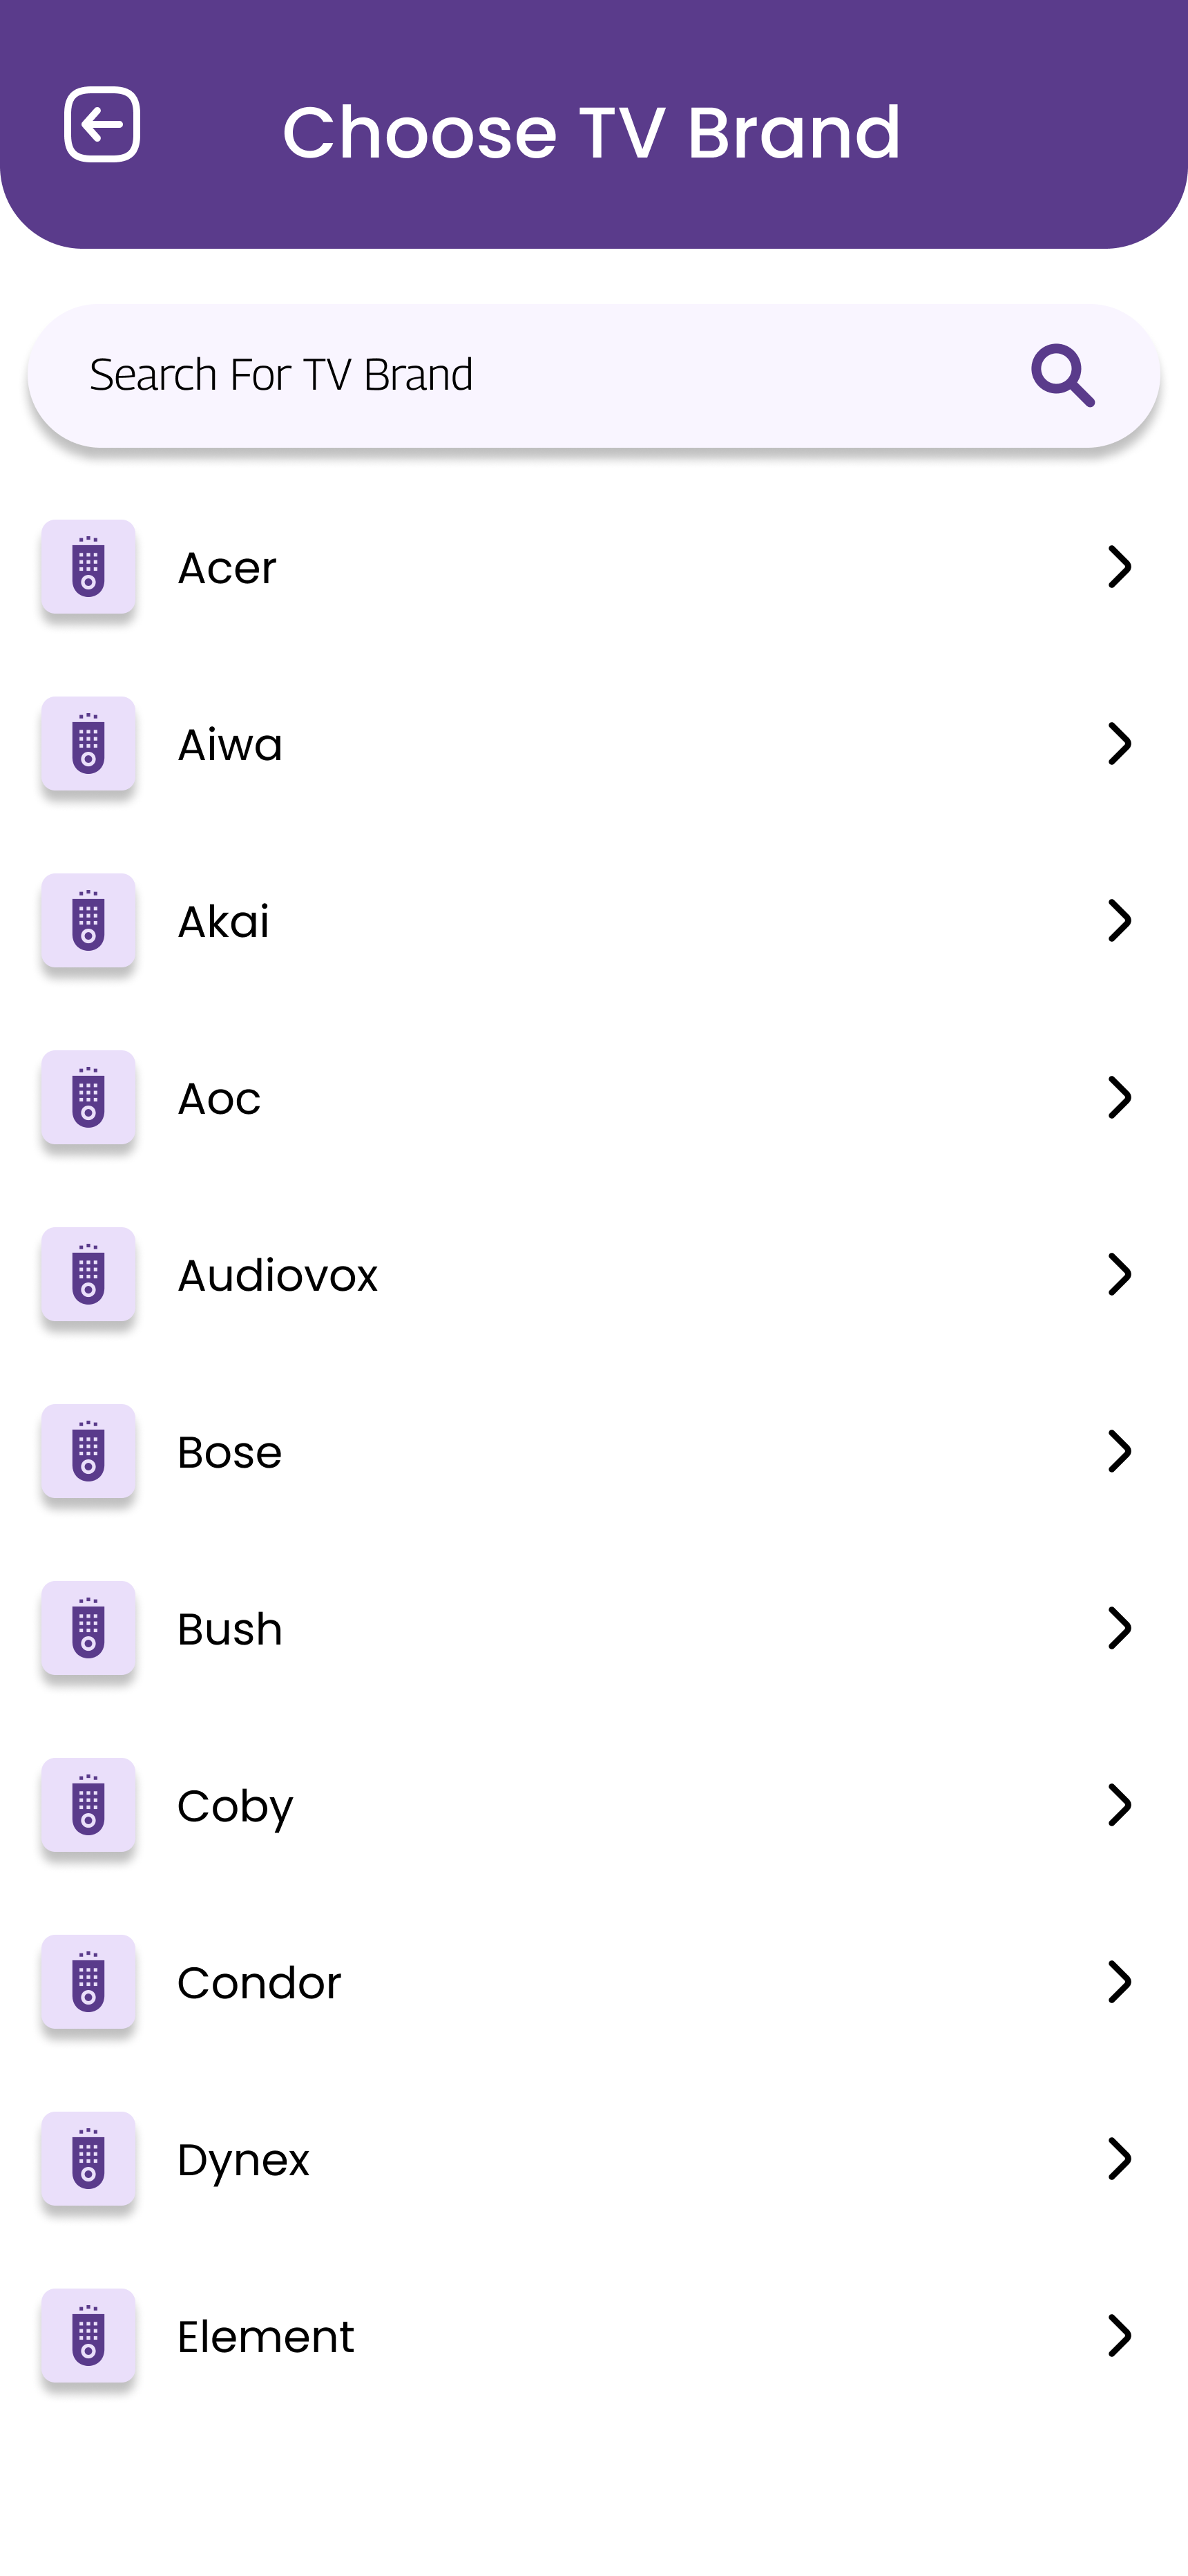 Choose TV Brand
Search For TV Brand
Acer
Aiwa
Akai
Aoc
Audiovox
Bose
Bush
Coby
Condor
Dynex
Element